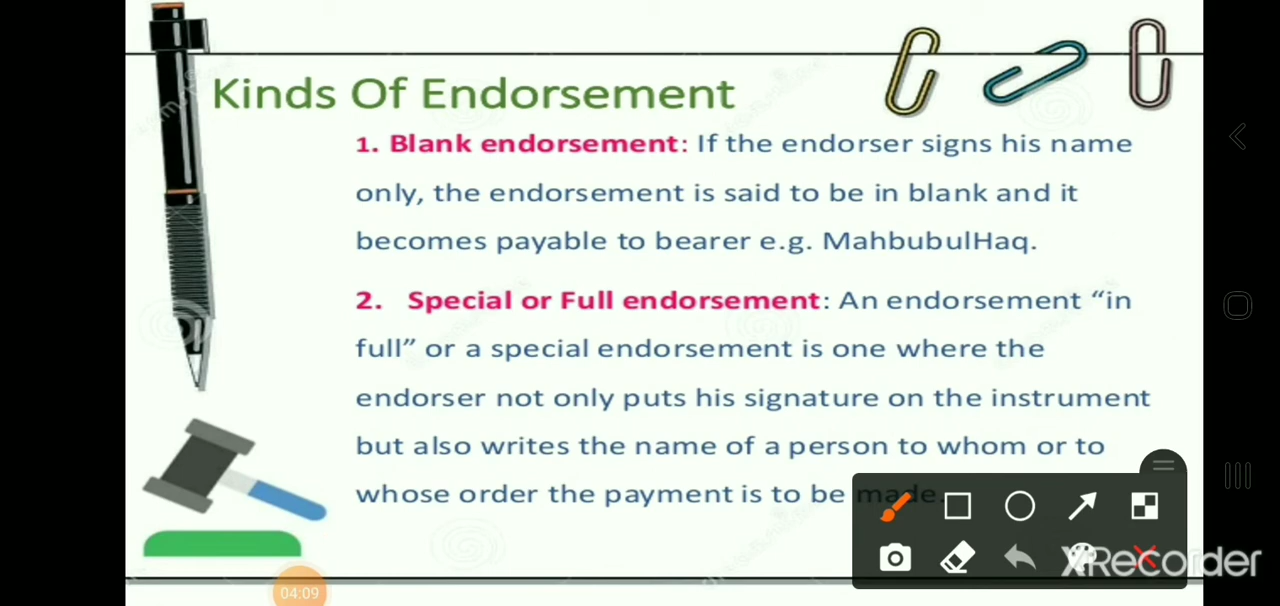 Kinds Of Endorsement
1. Blank endorsement: If the endorser signs his name
only, the endorsement is said to be in blank and it
becomes payable to bearer e.g. MahbubulHaq.
2. Special or Full endorsement: An endorsement “in
full” or a special endorsement is one where the
endorser not only puts his signature on the instrument
but also writes the name of a person to whom or to
whose order the payment is to be made.
XRecorder
04:09